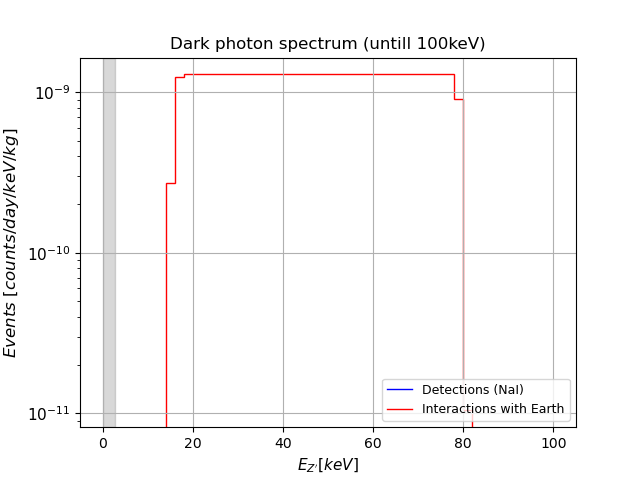 Dark photon spectrum (untill 100keV)
Events [counts/day/keV/kg]
10⁻⁹
10⁻¹⁰
10⁻¹¹
Detections (NaI)
Interactions with Earth
0 20 40 60 80 100
E_{Z'}[keV]